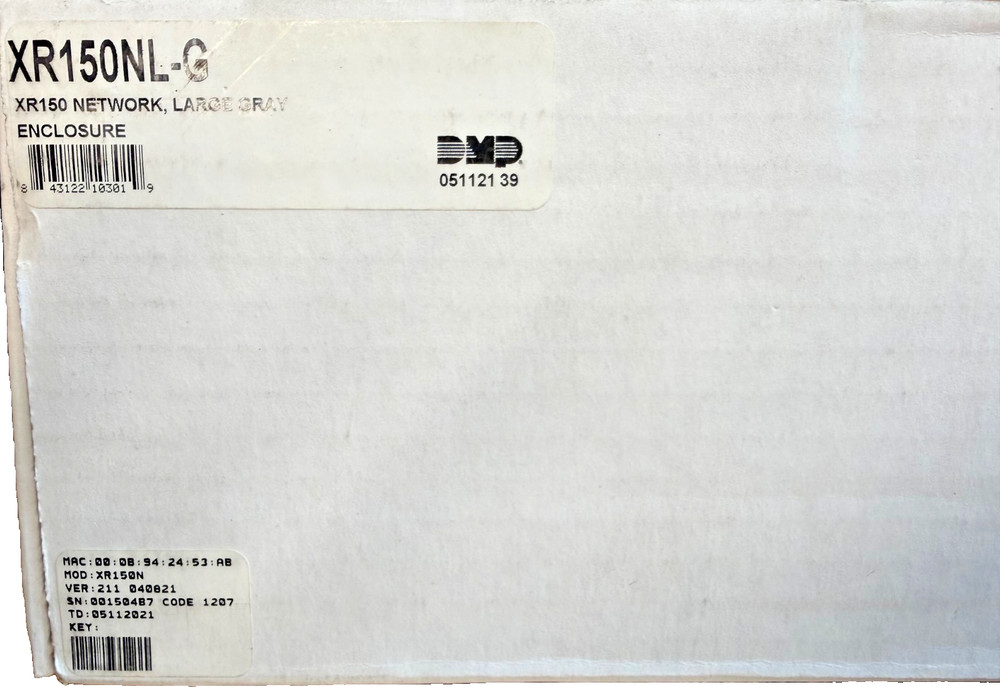 XR150NL-G
XR150 NETWORK, LARGE GRAY
ENCLOSURE
8 43122 10301 9
DMP
051121 39
MAC:00:0B:94:24:53:AB
MOD:XR150N
VER:211 040821
SN:001504B7 CODE 1207
TD:05112021
KEY: